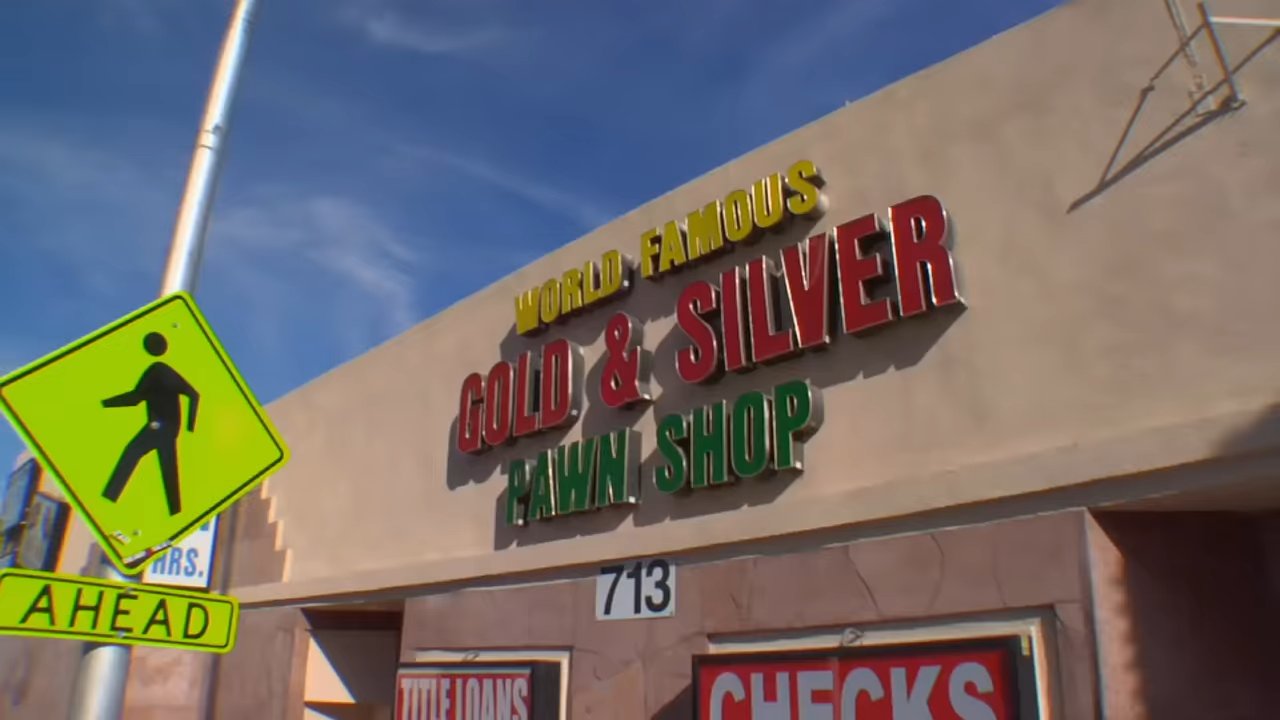 WORLD FAMOUS
GOLD & SILVER
PAWN SHOP
713
HRS.
AHEAD
TITLE LOANS
CHECKS